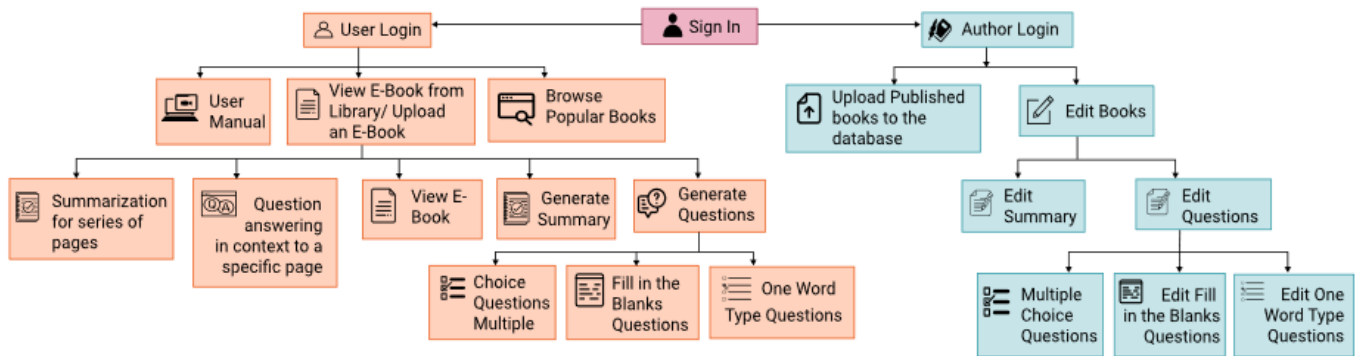 Sign In
User Login
Author Login
User
Manual
View E-Book from
Library/ Upload
an E-Book
Browse
Popular Books
Upload Published
books to the
database
Edit Books
Summarization
for series of
pages
QA
Question
answering
in context to a
specific page
View E-
Book
Generate
Summary
Generate
Questions
Edit
Summary
Edit
Questions
Choice
Questions
Multiple
Fill in the
Blanks
Questions
One Word
Type Questions
Multiple
Choice
Questions
Edit Fill
in the Blanks
Questions
Edit One
Word Type
Questions